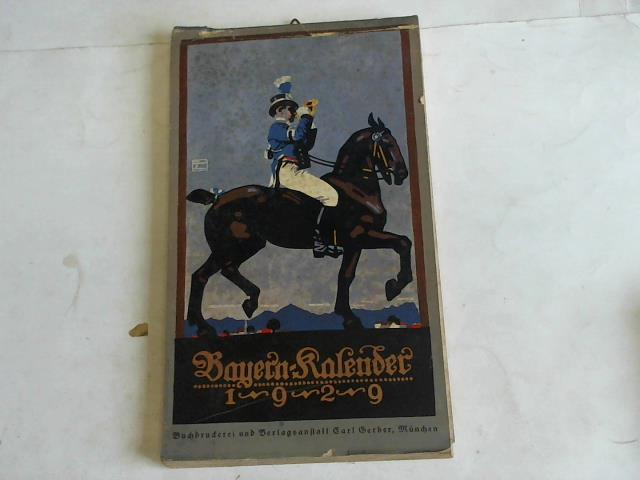 Bayern-Kalender
1929
Buchdruckerei und Verlagsanstalt Carl Gerber, München